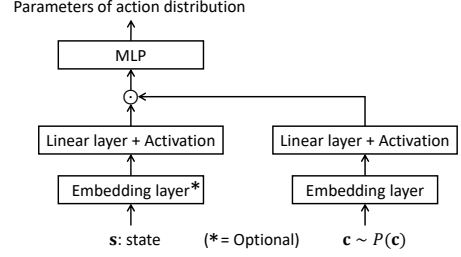 Parameters of action distribution
MLP
⊙
Linear layer + Activation Linear layer + Activation
Embedding layer* Embedding layer
s: state (*= Optional) c ~ P(c)